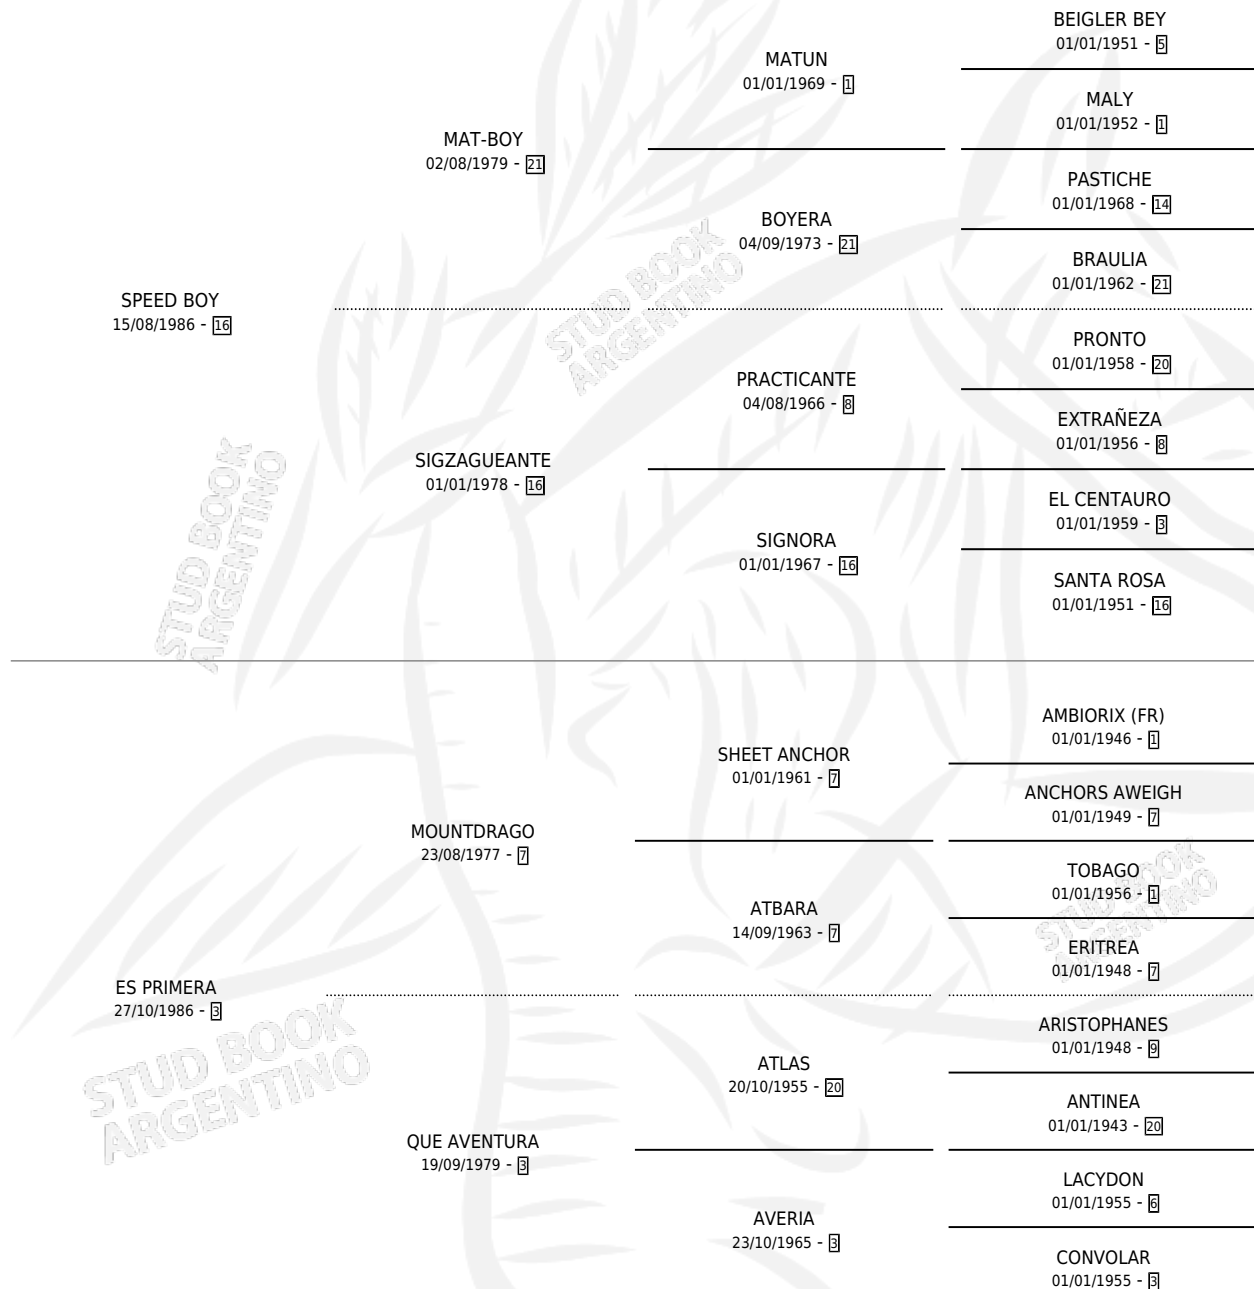 BEIGLER BEY
01/01/1951 - 5
MATUN
01/01/1969 - 1
MALY
01/01/1952 - 1
MAT-BOY
02/08/1979 - 21
PASTICHE
01/01/1968 - 14
BOYERA
04/09/1973 - 21
BRAULIA
01/01/1962 - 21
SPEED BOY
15/08/1986 - 16
PRONTO
01/01/1958 - 20
PRACTICANTE
04/08/1966 - 8
EXTRAÑEZA
01/01/1956 - 8
SIGZAGUEANTE
01/01/1978 - 16
EL CENTAURO
01/01/1959 - 3
SIGNORA
01/01/1967 - 16
SANTA ROSA
01/01/1951 - 16
AMBIORIX (FR)
01/01/1946 - 1
SHEET ANCHOR
01/01/1961 - 7
ANCHORS AWEIGH
01/01/1949 - 7
MOUNTDRAGO
23/08/1977 - 7
TOBAGO
01/01/1956 - 1
ATBARA
14/09/1963 - 7
ERITREA
01/01/1948 - 7
ES PRIMERA
27/10/1986 - 3
ARISTOPHANES
01/01/1948 - 9
ATLAS
20/10/1955 - 20
ANTINEA
01/01/1943 - 20
QUE AVENTURA
19/09/1979 - 3
LACYDON
01/01/1955 - 6
AVERIA
23/10/1965 - 3
CONVOLAR
01/01/1955 - 3
STUD BOOK
ARGENTINO
STUD BOOK
ARGENTINO
STUD BOOK
ARGENTINO
STUD BOOK
ARGENTINO